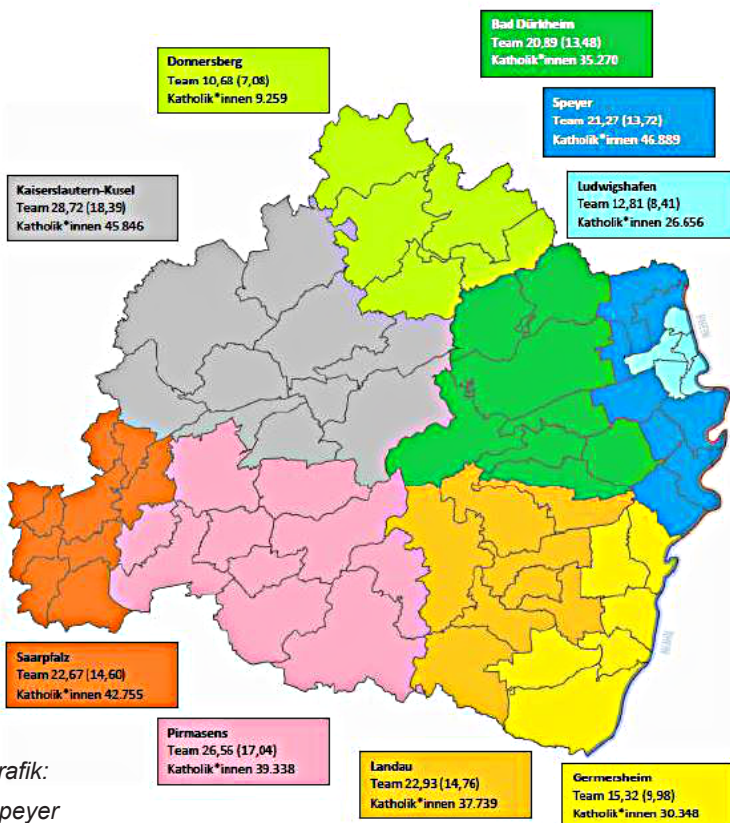 Bad Dürkheim
Team 20,89 (13,48)
Katholik*innen 35.270
Donnersberg
Team 10,68 (7,08)
Katholik*innen 9.259
Speyer
Team 21,27 (13,72)
Katholik*innen 46.889
Kaiserslautern-Kusel
Team 28,72 (18,39)
Katholik*innen 45.846
Ludwigshafen
Team 12,81 (8,41)
Katholik*innen 26.656
RHEIN
RHEIN
Saarpfalz
Team 22,67 (14,60)
Katholik*innen 42.755
Pirmasens
Team 26,56 (17,04)
Katholik*innen 39.338
Landau
Team 22,93 (14,76)
Katholik*innen 37.739
Germersheim
Team 15,32 (9,98)
Katholik*innen 30.348
rafik:
peyer